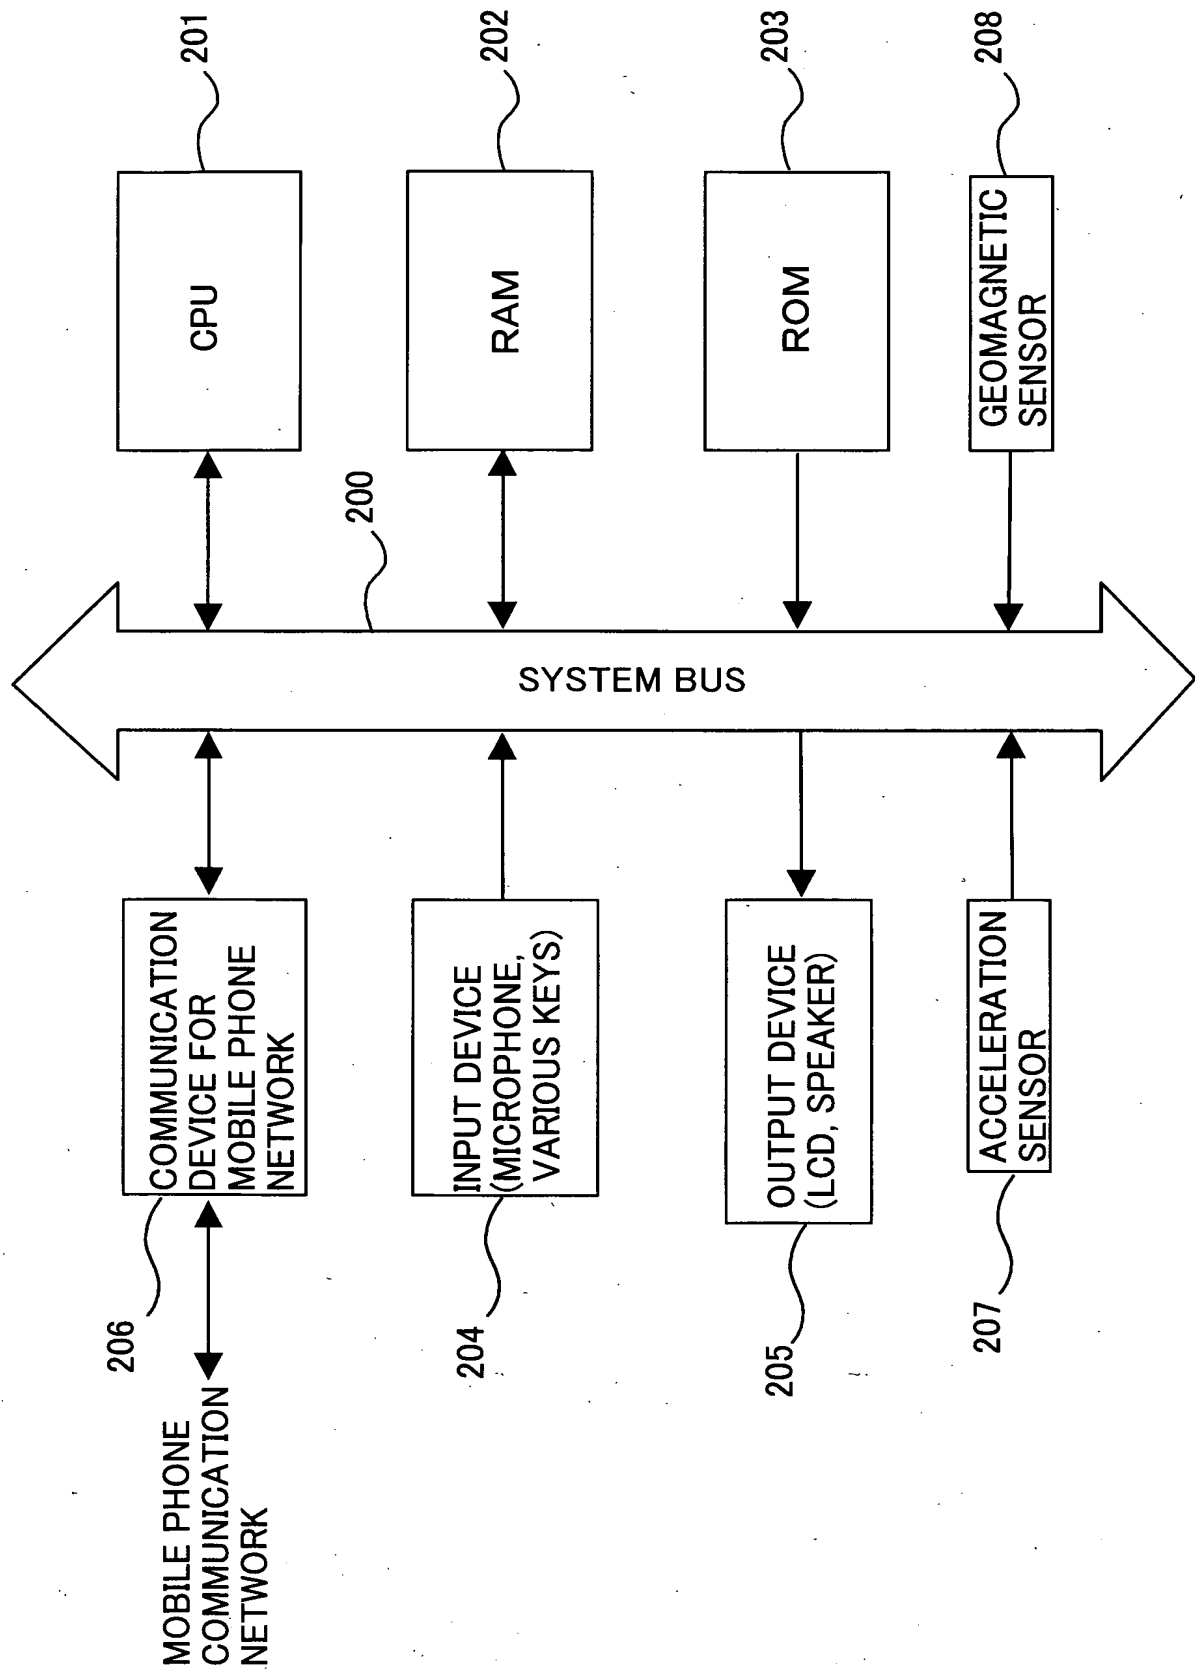 201
CPU
202
RAM
203
ROM
208
GEOMAGNETIC
SENSOR
200
SYSTEM BUS
COMMUNICATION
DEVICE FOR
MOBILE PHONE
NETWORK
206
MOBILE PHONE
COMMUNICATION
NETWORK
INPUT DEVICE
(MICROPHONE,
VARIOUS KEYS)
204
OUTPUT DEVICE
(LCD, SPEAKER)
205
ACCELERATION
SENSOR
207